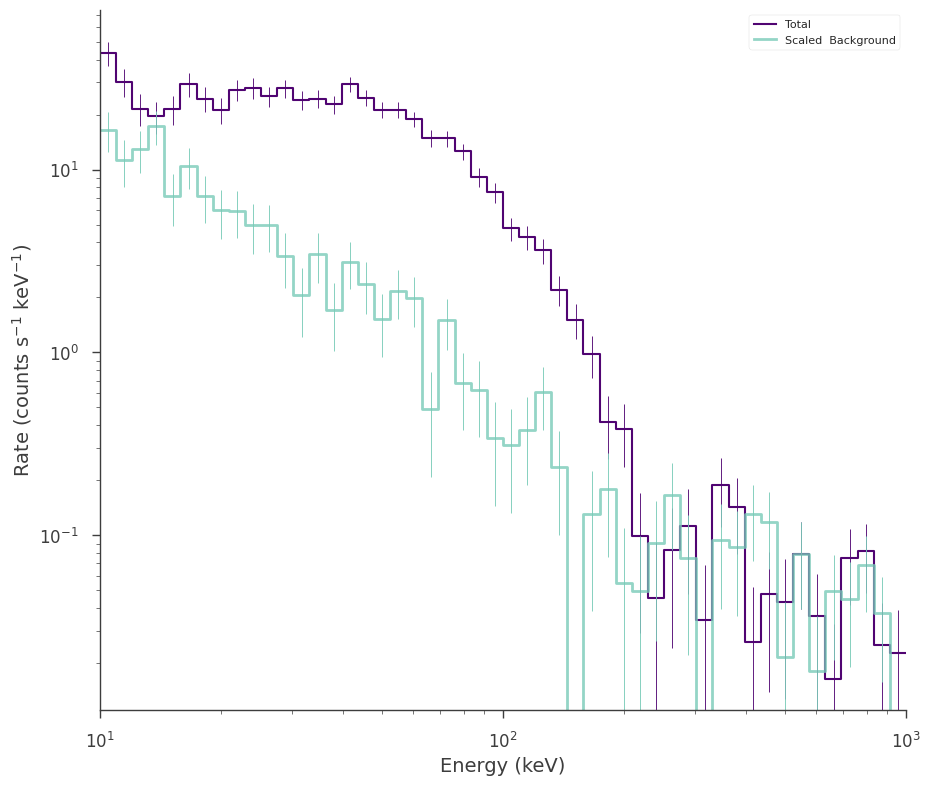 Total
Scaled  Background
Rate (counts s⁻¹ keV⁻¹)
10¹
10⁰
10⁻¹
10¹
10²
10³
Energy (keV)